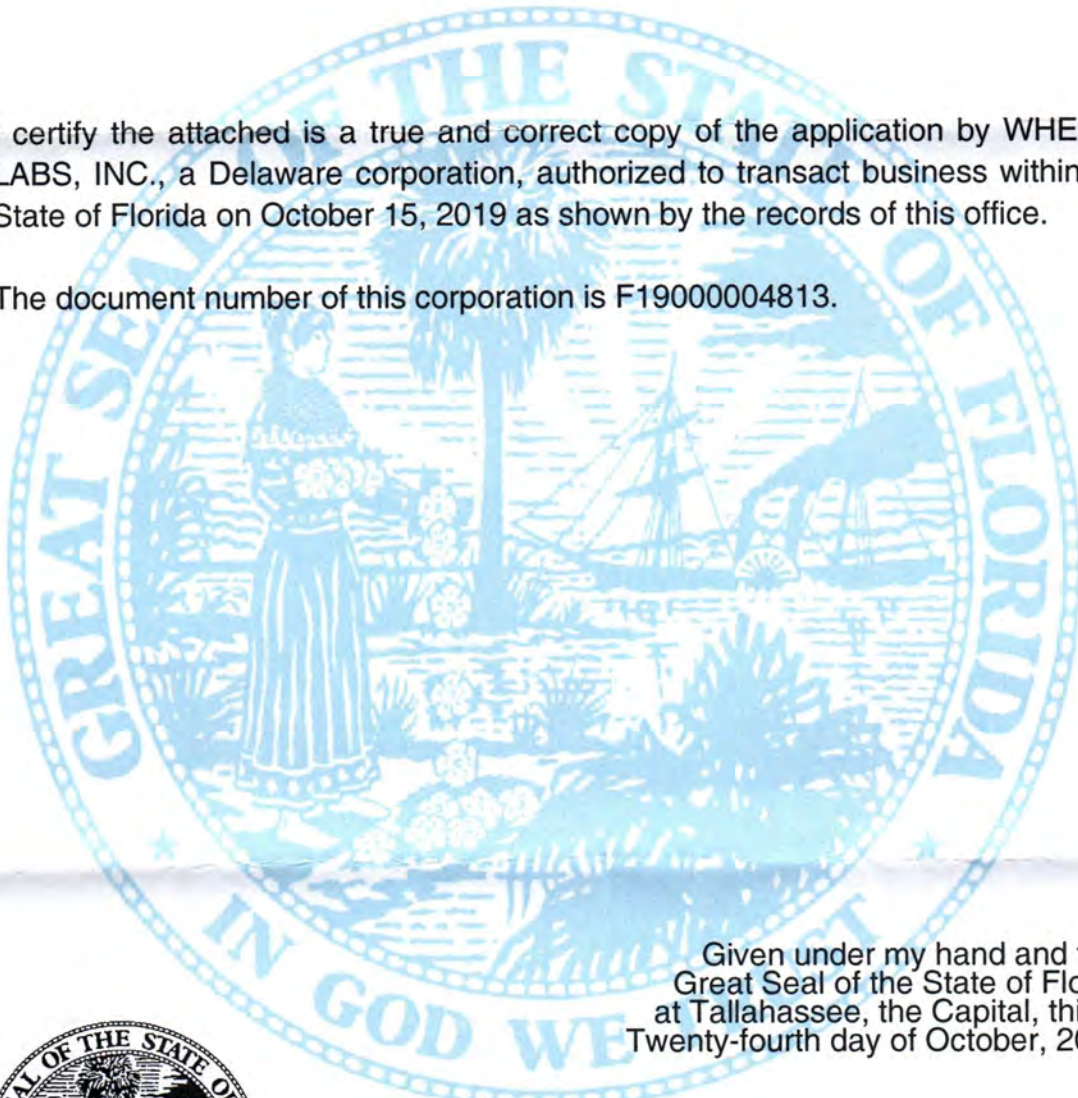 certify the attached is a true and correct copy of the application by WHE
LABS, INC., a Delaware corporation, authorized to transact business within
State of Florida on October 15, 2019 as shown by the records of this office.
The document number of this corporation is F19000004813.
GREAT SEAL OF THE STATE OF FLORIDA
IN GOD WE TRUST
Given under my hand and
Great Seal of the State of Flo
at Tallahassee, the Capital, thi
Twenty-fourth day of October, 20
OF THE STATE